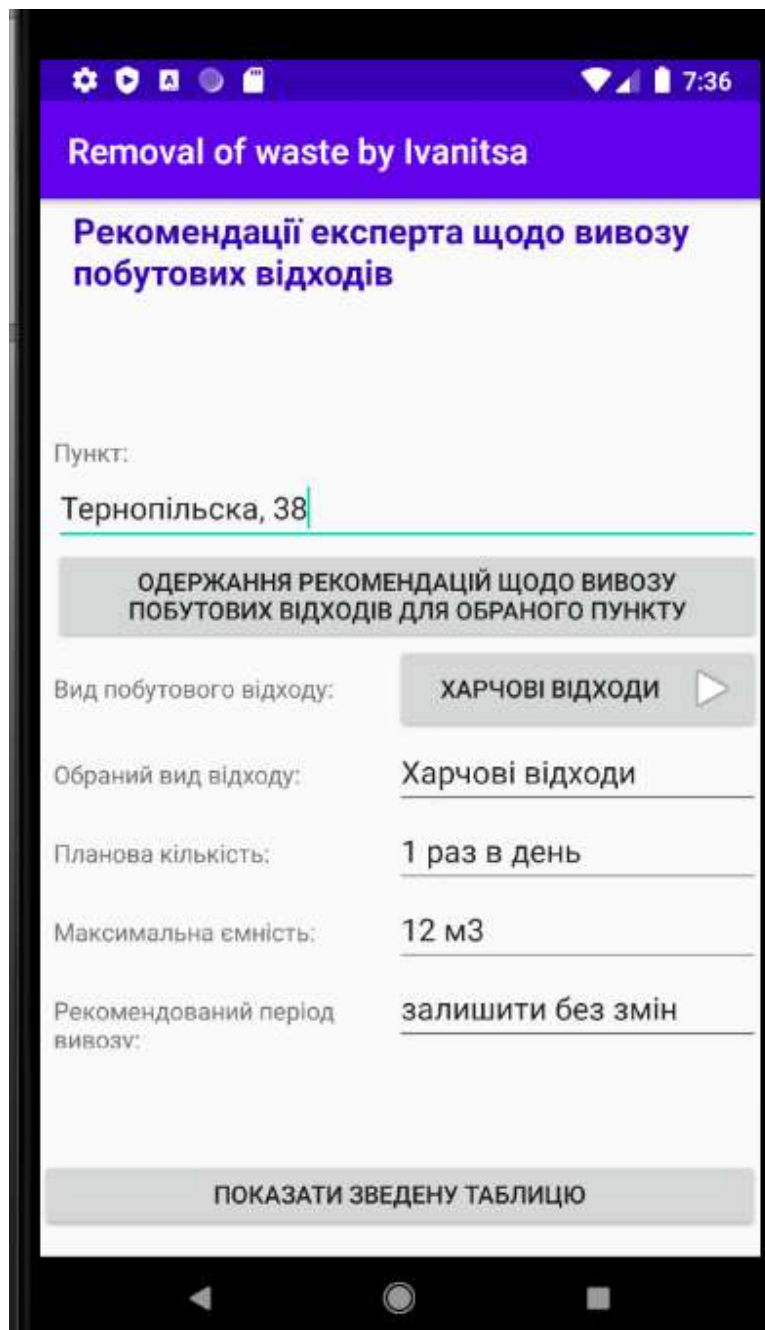 7:36
Removal of waste by Ivanitsa
Рекомендації експерта щодо вивозу
побутових відходів
Пункт:
Тернопільска, 38
ОДЕРЖАННЯ РЕКОМЕНДАЦІЙ ЩОДО ВИВОЗУ
ПОБУТОВИХ ВІДХОДІВ ДЛЯ ОБРАНОГО ПУНКТУ
Вид побутового відходу:
ХАРЧОВІ ВІДХОДИ
Обраний вид відходу:
Харчові відходи
Планова кількість:
1 раз в день
Максимальна ємність:
12 м3
Рекомендований період
вивозу:
залишити без змін
ПОКАЗАТИ ЗВЕДЕНУ ТАБЛИЦЮ